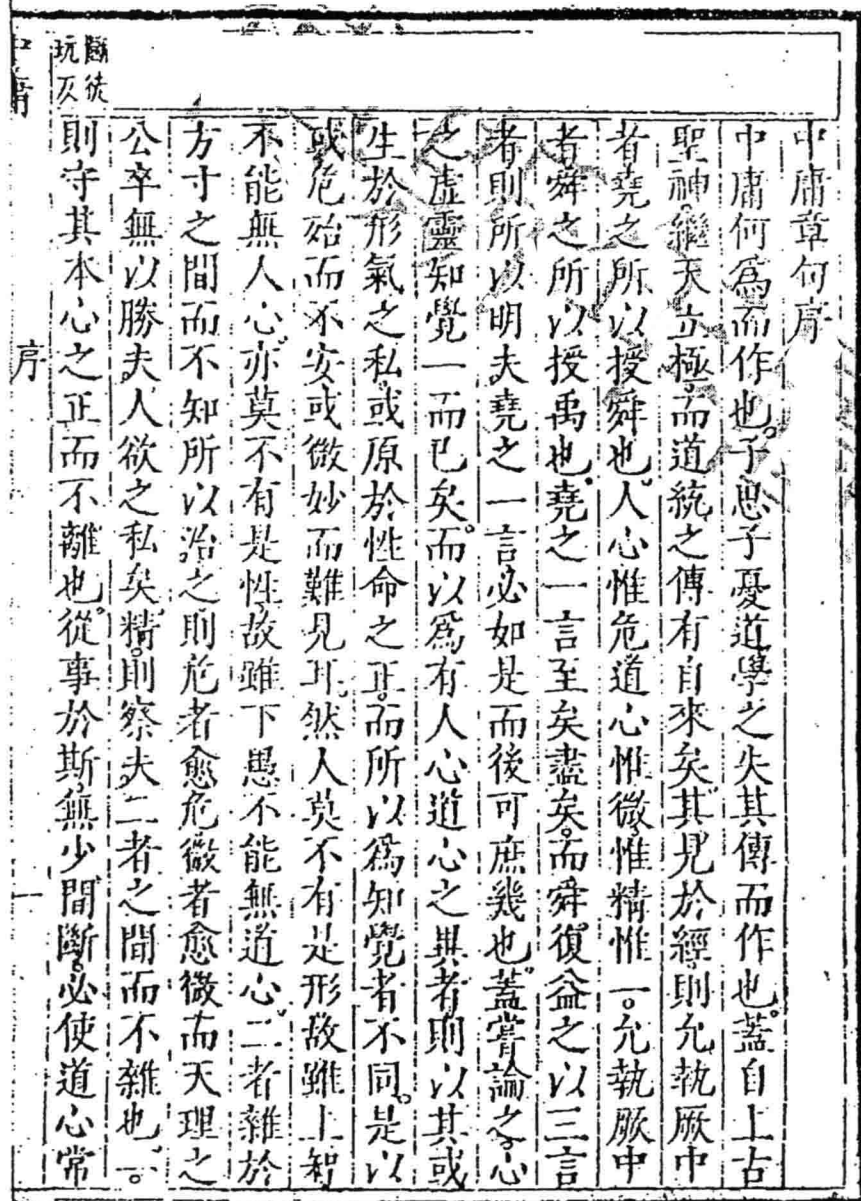 中庸章句序
中庸何爲而作也。子思子憂道學之失其傳而作也。蓋自上古
聖神繼天立極。而道統之傳有自來矣。其見於經。則允執厥中
者堯之所以授舜也。人心惟危道心惟微。惟精惟一。允執厥中
者舜之所以授禹也。堯之一言至矣盡矣。而舜復益之以三言
者則所以明夫堯之一言必如是而後可庶幾也。蓋嘗論之。心
之虛靈知覺一而已矣。而以爲有人心道心之異者。則以其或
生於形氣之私。或原於性命之正。而所以爲知覺者不同。是以
或危殆而不安或微妙而難見耳。然人莫不有是形故雖上智
不能無人心。亦莫不有是性。故雖下愚不能無道心。二者雜於
方寸之間而不知所以治之則危者愈危微者愈微而天理之
公卒無以勝夫人欲之私矣。精。則察夫二者之間而不雜也。一。
則守其本心之正而不離也。從事於斯。無少間斷。必使道心常
斷徒
玩反
中庸
序
一